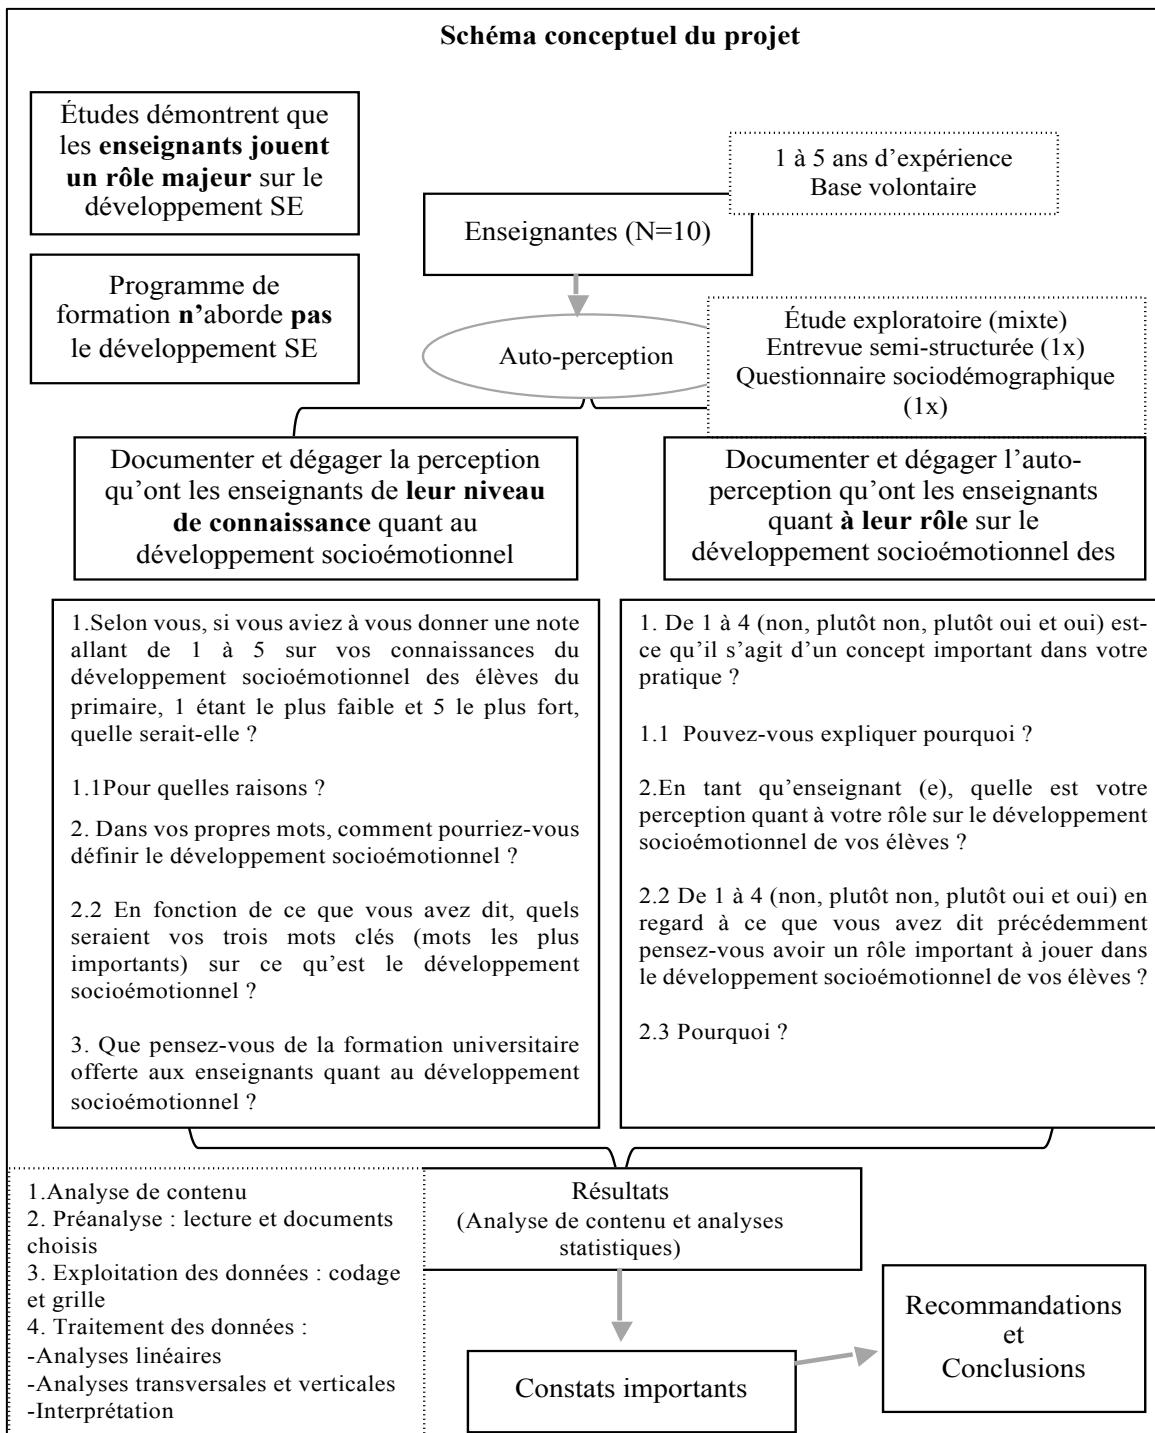 Schéma conceptuel du projet
Études démontrent que
les enseignants jouent
un rôle majeur sur le
développement SE
1 à 5 ans d’expérience
Base volontaire
Enseignantes (N=10)
Programme de
formation n’aborde pas
le développement SE
Étude exploratoire (mixte)
Entrevue semi-structurée (1x)
Questionnaire sociodémographique
(1x)
Auto-perception
Documenter et dégager la perception
qu’ont les enseignants de leur niveau
de connaissance quant au
développement socioémotionnel
Documenter et dégager l’auto-
perception qu’ont les enseignants
quant à leur rôle sur le
développement socioémotionnel des
1.Selon vous, si vous aviez à vous donner une note
allant de 1 à 5 sur vos connaissances du
développement socioémotionnel des élèves du
primaire, 1 étant le plus faible et 5 le plus fort,
quelle serait-elle ?
1.1Pour quelles raisons ?
2. Dans vos propres mots, comment pourriez-vous
définir le développement socioémotionnel ?
2.2 En fonction de ce que vous avez dit, quels
seraient vos trois mots clés (mots les plus
importants) sur ce qu’est le développement
socioémotionnel ?
3. Que pensez-vous de la formation universitaire
offerte aux enseignants quant au développement
socioémotionnel ?
1. De 1 à 4 (non, plutôt non, plutôt oui et oui) est-
ce qu’il s’agit d’un concept important dans votre
pratique ?
1.1 Pouvez-vous expliquer pourquoi ?
2.En tant qu’enseignant (e), quelle est votre
perception quant à votre rôle sur le développement
socioémotionnel de vos élèves ?
2.2 De 1 à 4 (non, plutôt non, plutôt oui et oui) en
regard à ce que vous avez dit précédemment
pensez-vous avoir un rôle important à jouer dans
le développement socioémotionnel de vos élèves ?
2.3 Pourquoi ?
1.Analyse de contenu
2. Préanalyse : lecture et documents
choisis
3. Exploitation des données : codage
et grille
4. Traitement des données :
-Analyses linéaires
-Analyses transversales et verticales
-Interprétation
Résultats
(Analyse de contenu et analyses
statistiques)
Constats importants
Recommandations
et
Conclusions